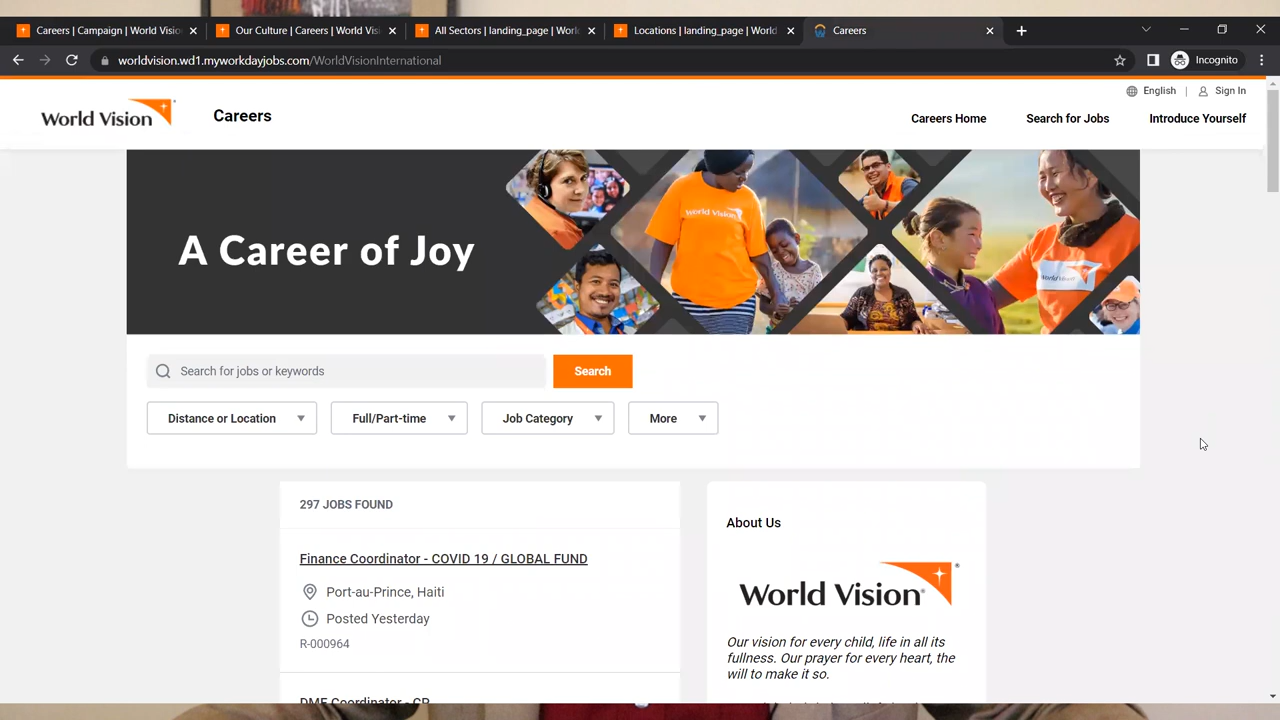 Careers | Campaign | World Visio
Our Culture | Careers | World Vis
All Sectors | landing_page | Worl
Locations | landing_page | World
Careers
worldvision.wd1.myworkdayjobs.com/WorldVisionInternational
Incognito
English | Sign In
World Vision
Careers
Careers Home
Search for Jobs
Introduce Yourself
A Career of Joy
World Vision
World Vision
Search for jobs or keywords
Search
Distance or Location
Full/Part-time
Job Category
More
297 JOBS FOUND
Finance Coordinator - COVID 19 / GLOBAL FUND
Port-au-Prince, Haiti
Posted Yesterday
R-000964
About Us
World Vision
Our vision for every child, life in all its
fullness. Our prayer for every heart, the
will to make it so.